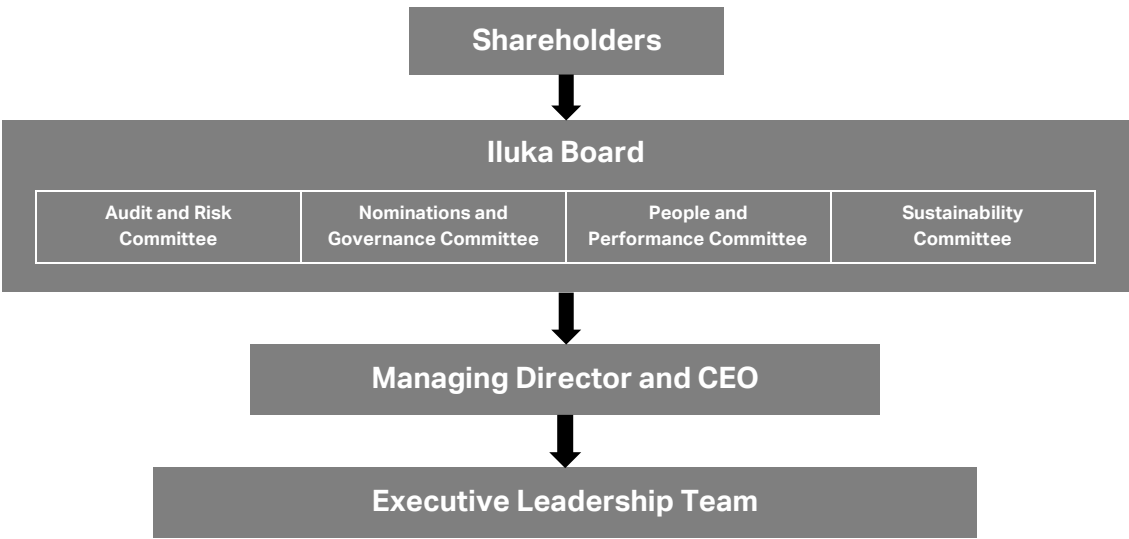 Shareholders
Iluka Board
Audit and Risk
Committee
Nominations and
Governance Committee
People and
Performance Committee
Sustainability
Committee
Managing Director and CEO
Executive Leadership Team